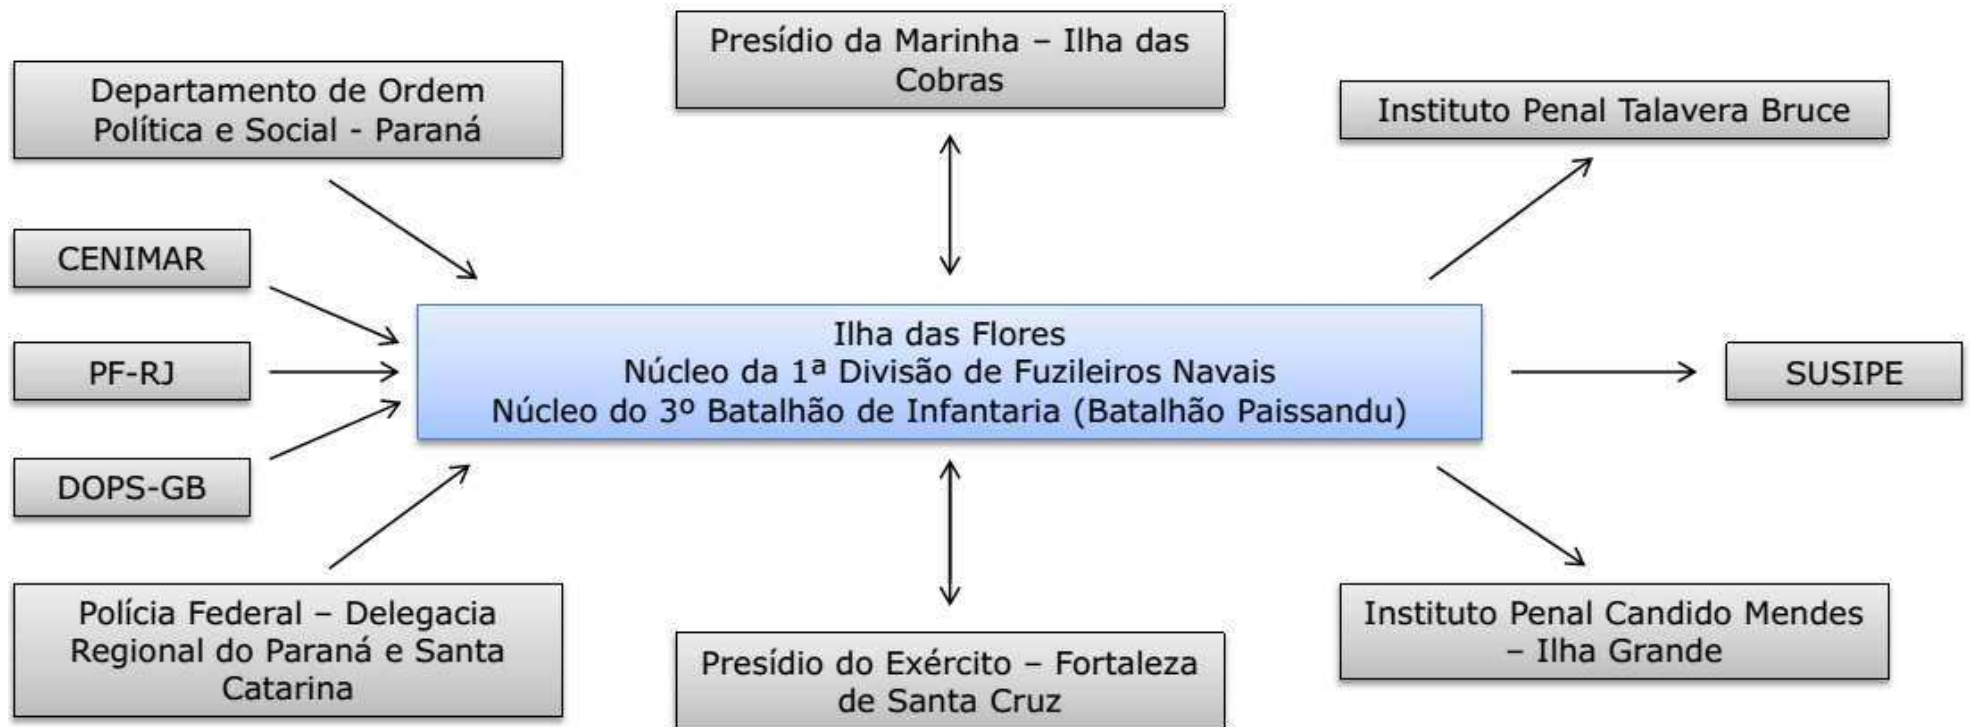 Presídio da Marinha – Ilha das
Cobras
Departamento de Ordem
Política e Social - Paraná
Instituto Penal Talavera Bruce
CENIMAR
PF-RJ
DOPS-GB
Ilha das Flores
Núcleo da 1ª Divisão de Fuzileiros Navais
Núcleo do 3º Batalhão de Infantaria (Batalhão Paissandu)
SUSIPE
Polícia Federal – Delegacia
Regional do Paraná e Santa
Catarina
Presídio do Exército – Fortaleza
de Santa Cruz
Instituto Penal Candido Mendes
– Ilha Grande